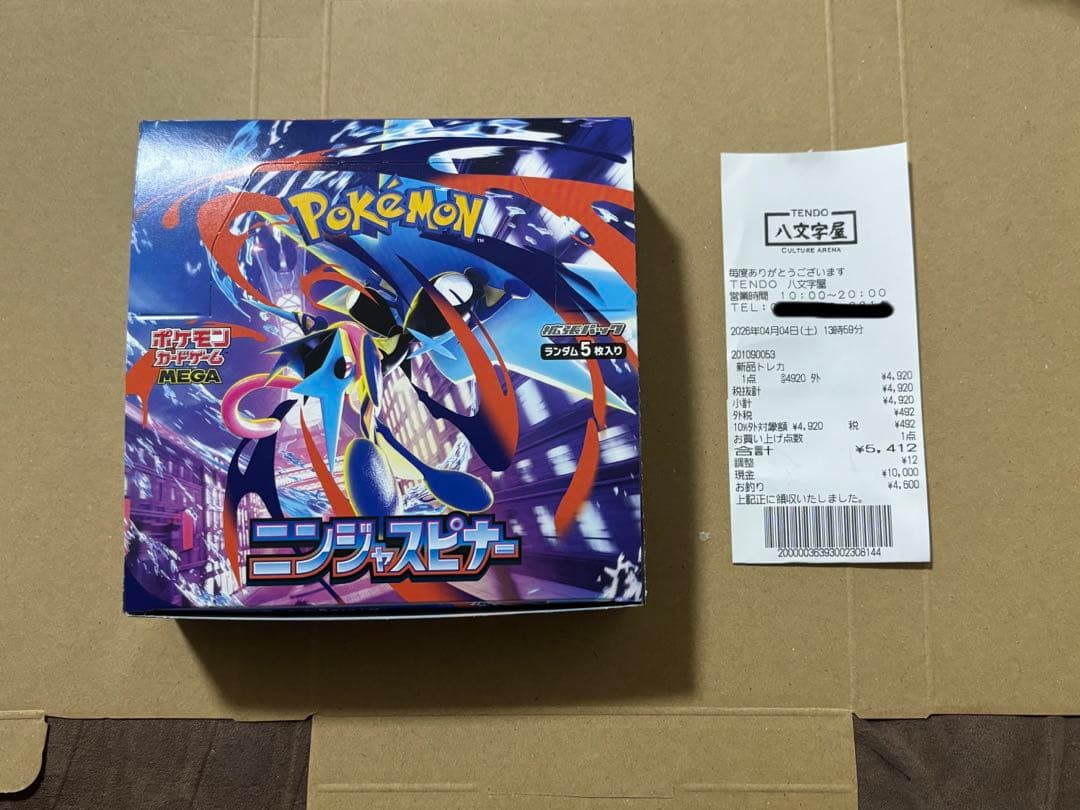 POKéMON
TM
ポケモン
カードゲーム
MEGA
拡張パック
ランダム5枚入り
ニンジャスピナー
TENDO
八文字屋
CULTURE ARENA
毎度ありがとうございます
TENDO 八文字屋
営業時間 10:00~20:00
TEL:
2026年04月04日(土) 13時59分
201090053
新品トレカ
1点 @4920 外 ¥4,920
税抜計 ¥4,920
小計 ¥4,920
外税 ¥492
10%外対象額 ¥4,920 税 ¥492
お買い上げ点数 1点
合計 ¥5,412
調整 ¥12
現金 ¥10,000
お釣り ¥4,600
上記正に領収いたしました。
20000036393002306144